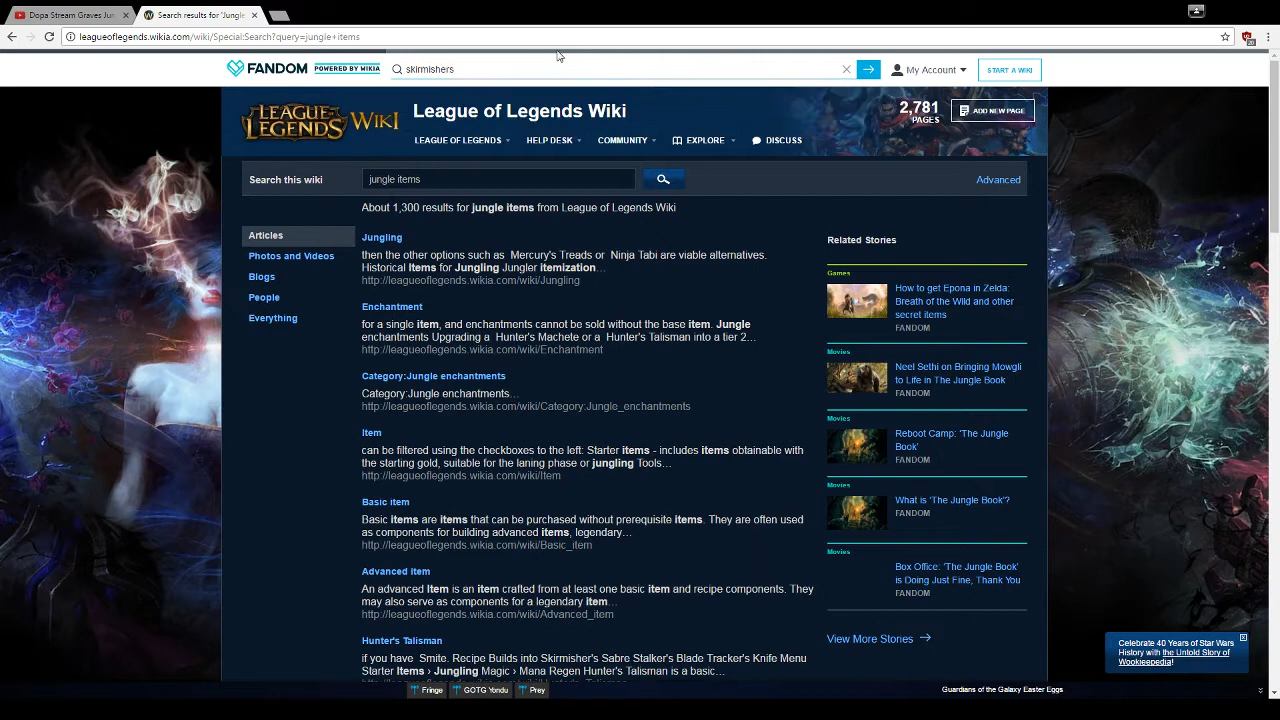 Dopa Stream Graves Jun
Search results for 'Jungle
leagueoflegends.wikia.com/wiki/Special:Search?query=jungle+items
FANDOM POWERED BY WIKIA
skirmishers
My Account
START A WIKI
LEAGUE OF LEGENDS WIKI
League of Legends Wiki
2,781 PAGES
ADD NEW PAGE
LEAGUE OF LEGENDS HELP DESK COMMUNITY EXPLORE DISCUSS
Search this wiki
jungle items
Advanced
About 1,300 results for jungle items from League of Legends Wiki
Articles
Photos and Videos
Blogs
People
Everything
Jungling
then the other options such as Mercury's Treads or Ninja Tabi are viable alternatives.
Historical Items for Jungling Jungler itemization...
http://leagueoflegends.wikia.com/wiki/Jungling
Enchantment
for a single item, and enchantments cannot be sold without the base item. Jungle
enchantments Upgrading a Hunter's Machete or a Hunter's Talisman into a tier 2...
http://leagueoflegends.wikia.com/wiki/Enchantment
Category:Jungle enchantments
Category:Jungle enchantments...
http://leagueoflegends.wikia.com/wiki/Category:Jungle_enchantments
Item
can be filtered using the checkboxes to the left: Starter items - includes items obtainable with
the starting gold, suitable for the laning phase or jungling Tools...
http://leagueoflegends.wikia.com/wiki/Item
Basic item
Basic items are items that can be purchased without prerequisite items. They are often used
as components for building advanced items, legendary...
http://leagueoflegends.wikia.com/wiki/Basic_item
Advanced item
An advanced Item is an item crafted from at least one basic item and recipe components. They
may also serve as components for a legendary item...
http://leagueoflegends.wikia.com/wiki/Advanced_item
Hunter's Talisman
if you have Smite. Recipe Builds into Skirmisher's Sabre Stalker's Blade Tracker's Knife Menu
Starter Items › Jungling Magic › Mana Regen Hunter's Talisman is a basic...
Related Stories
Games
How to get Epona in Zelda:
Breath of the Wild and other
secret items
FANDOM
Movies
Neel Sethi on Bringing Mowgli
to Life in The Jungle Book
FANDOM
Movies
Reboot Camp: 'The Jungle
Book'
FANDOM
Movies
What is 'The Jungle Book'?
FANDOM
Movies
Box Office: 'The Jungle Book'
is Doing Just Fine, Thank You
FANDOM
View More Stories
Celebrate 40 Years of Star Wars
History with the Untold Story of
Wookieepedia!
Fringe GOTG Yondu Prey
Guardians of the Galaxy Easter Eggs